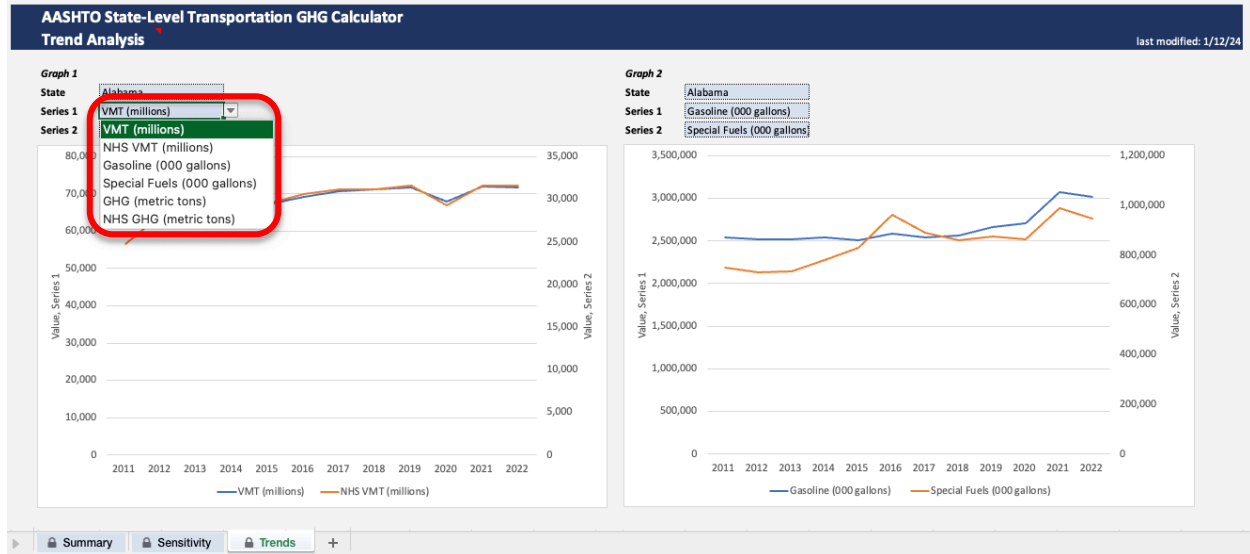 AASHTO State-Level Transportation GHG Calculator
Trend Analysis
last modified: 1/12/24
Graph 1
State Alabama
Series 1 VMT (millions)
Series 2
VMT (millions)
NHS VMT (millions)
Gasoline (000 gallons)
Special Fuels (000 gallons)
GHG (metric tons)
NHS GHG (metric tons)
80,000
70,000
60,000
50,000
40,000
30,000
20,000
10,000
0
Value, Series 1
35,000
30,000
25,000
20,000
15,000
10,000
5,000
0
Value, Series 2
2011 2012 2013 2014 2015 2016 2017 2018 2019 2020 2021 2022
VMT (millions) NHS VMT (millions)
Graph 2
State Alabama
Series 1 Gasoline (000 gallons)
Series 2 Special Fuels (000 gallons)
3,500,000
3,000,000
2,500,000
2,000,000
1,500,000
1,000,000
500,000
0
Value, Series 1
1,200,000
1,000,000
800,000
600,000
400,000
200,000
0
Value, Series 2
2011 2012 2013 2014 2015 2016 2017 2018 2019 2020 2021 2022
Gasoline (000 gallons) Special Fuels (000 gallons)
Summary Sensitivity Trends +